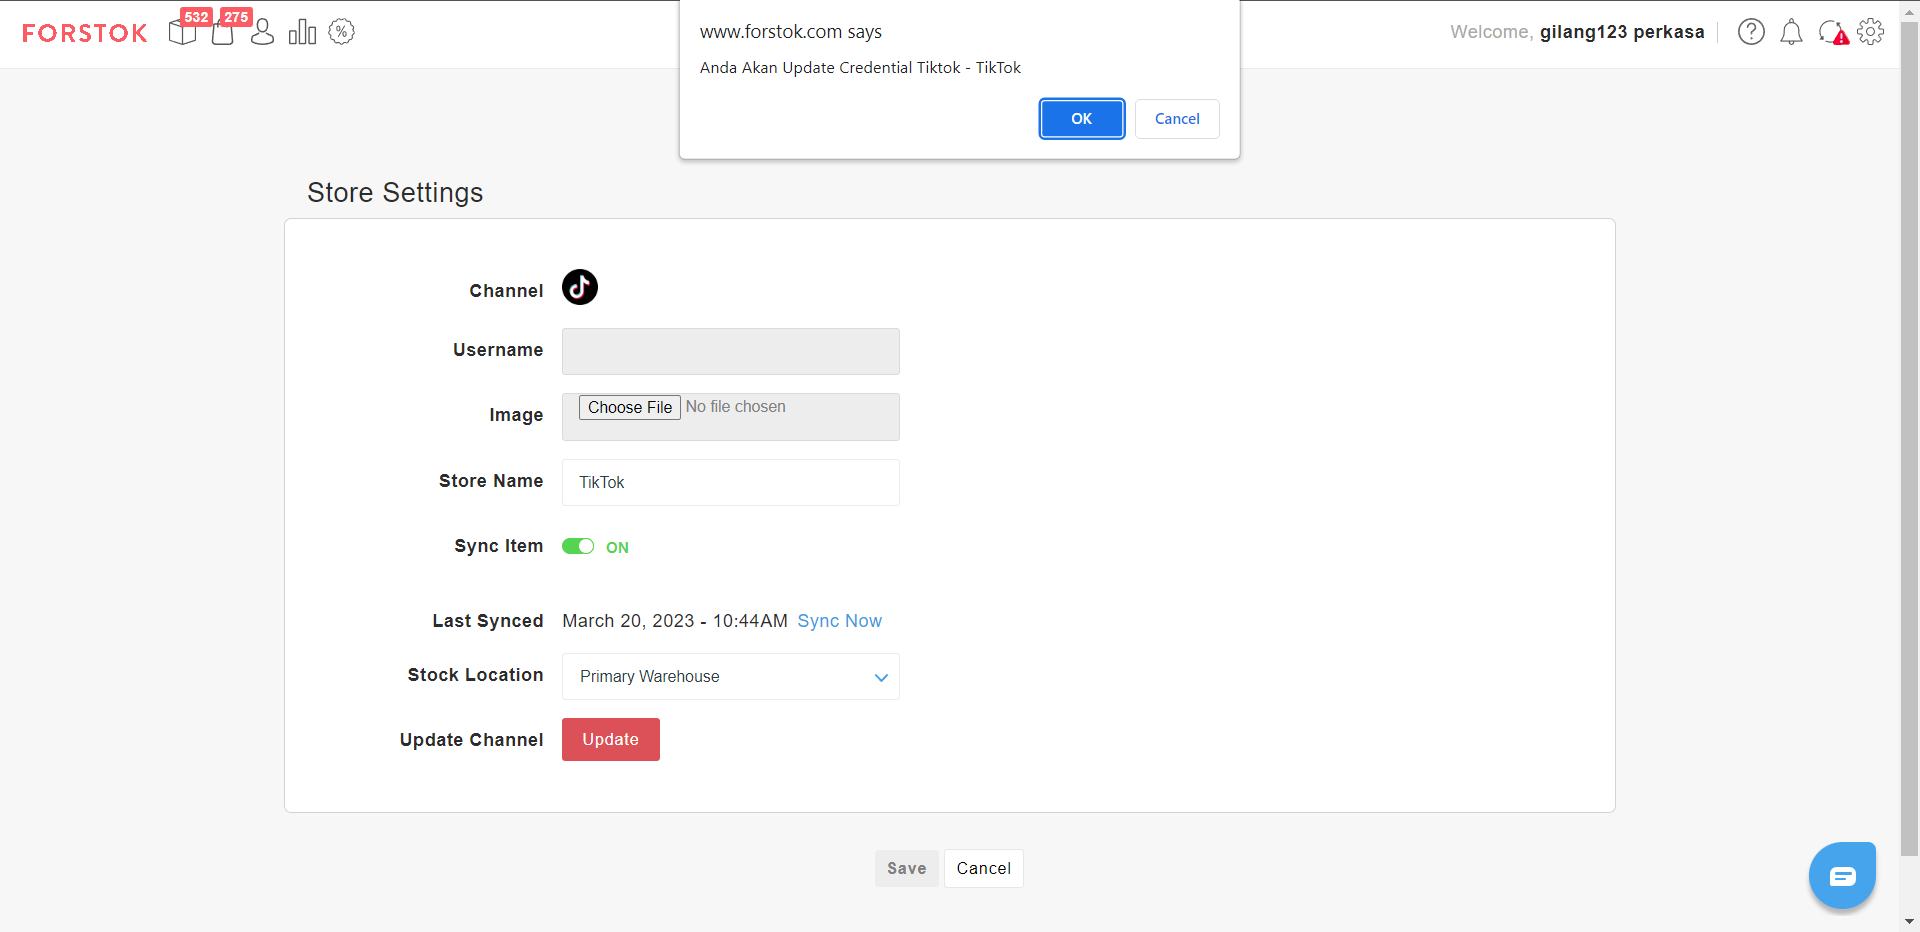 FORSTOK
532
275
%
www.forstok.com says
Anda Akan Update Credential Tiktok - TikTok
OK
Cancel
Welcome, gilang123 perkasa
?
Store Settings
Channel
Username
Image
Choose File No file chosen
Store Name
TikTok
Sync Item
ON
Last Synced
March 20, 2023 - 10:44AM Sync Now
Stock Location
Primary Warehouse
Update Channel
Update
Save
Cancel